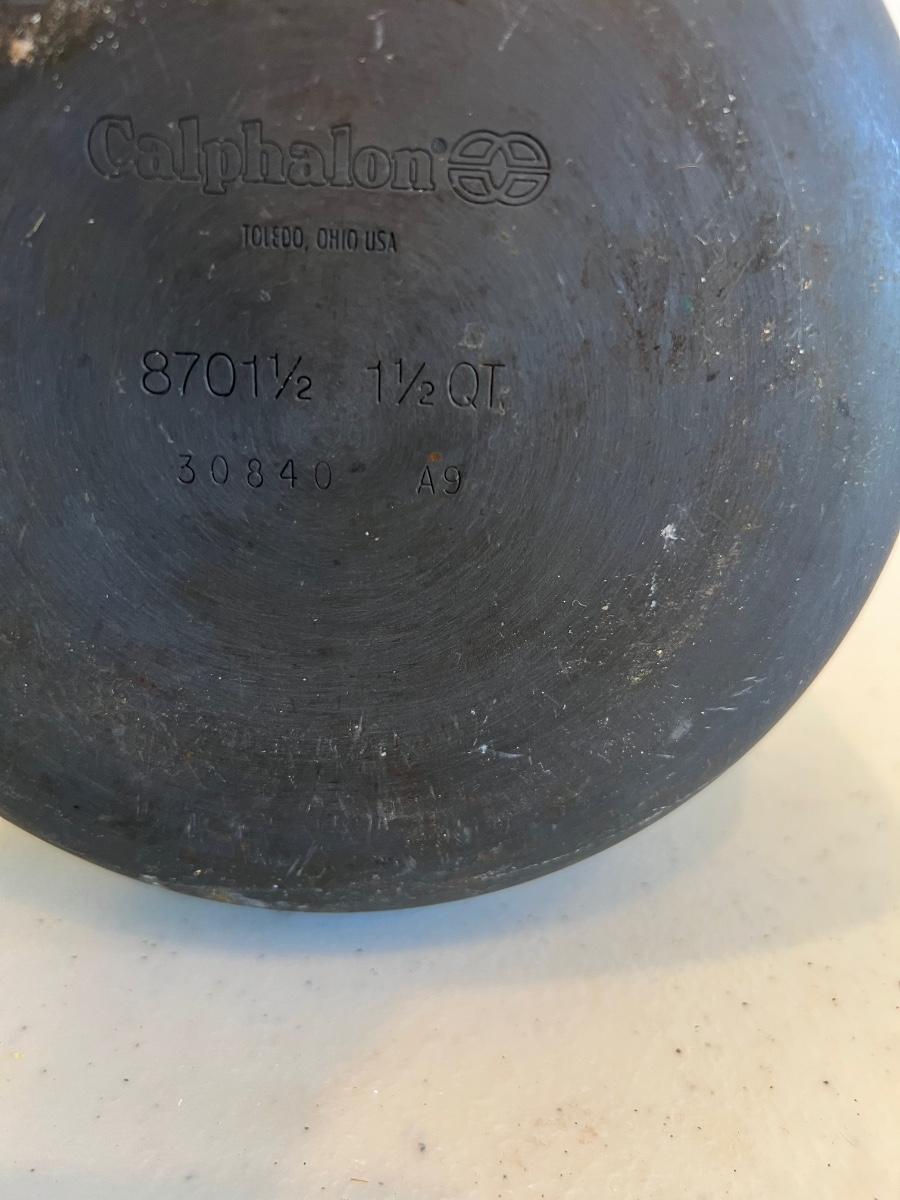 Calphalon®
TOLEDO, OHIO USA
8701½ 1½ QT
30840 A9